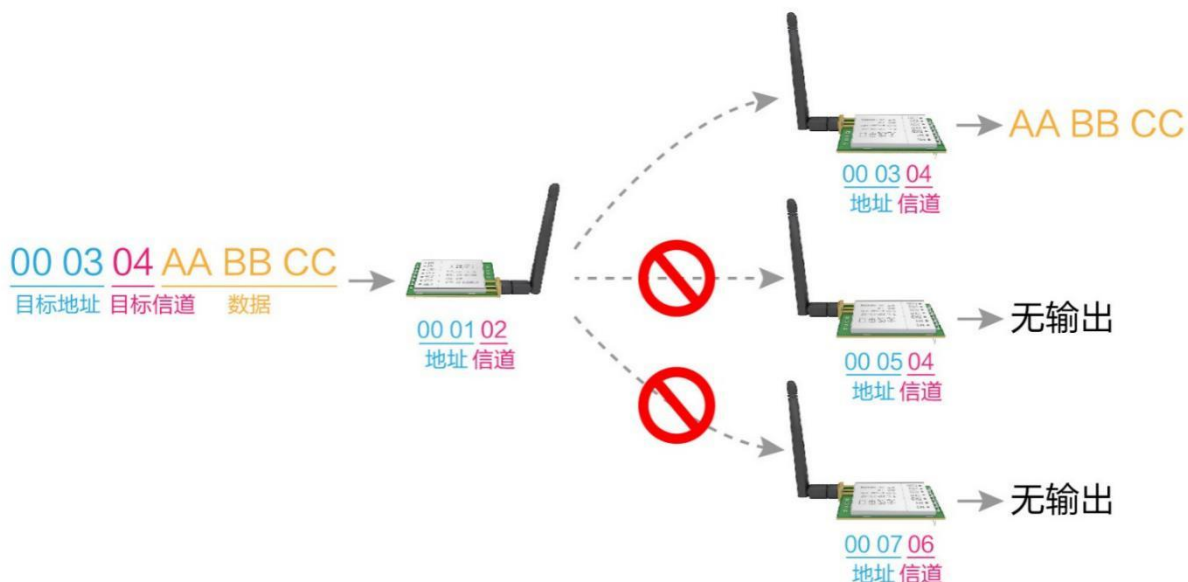 AA BB CC
00 03 04
地址 信道
00 03 04 AA BB CC
目标地址 目标信道 数据
00 01 02
地址 信道
无输出
00 05 04
地址 信道
无输出
00 07 06
地址 信道